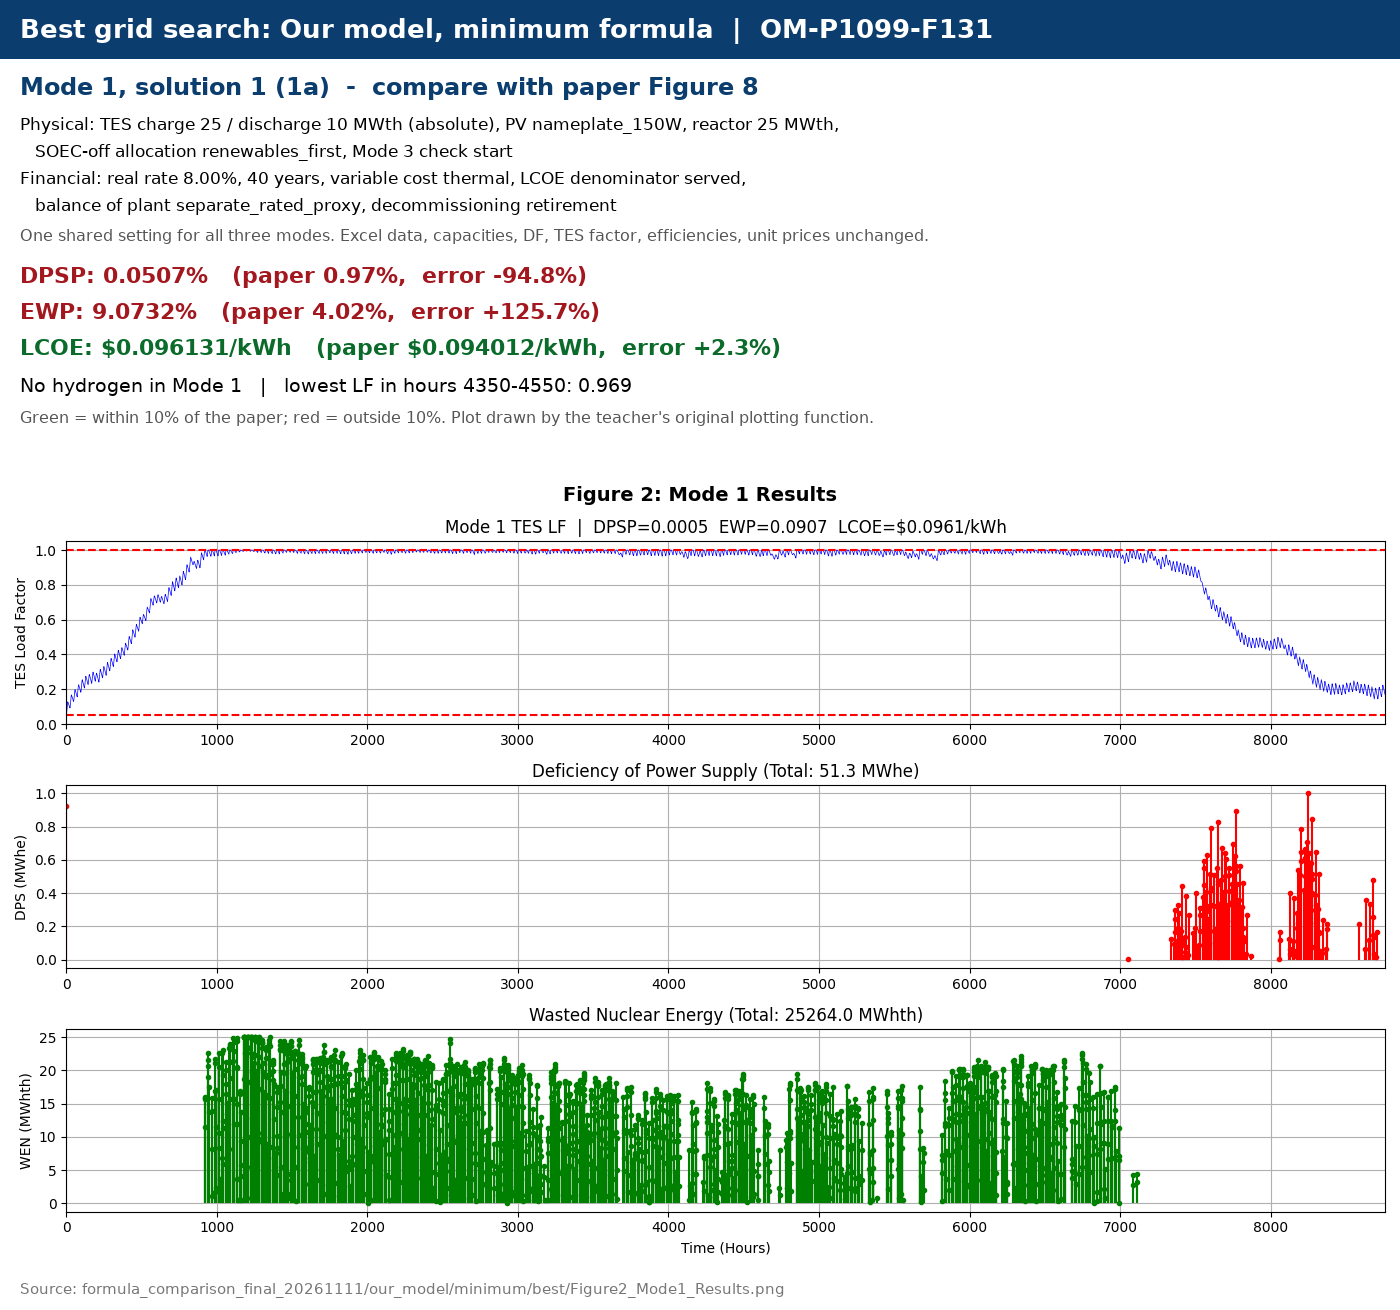 Best grid search: Our model, minimum formula  |  OM-P1099-F131
Mode 1, solution 1 (1a)  -  compare with paper Figure 8
Physical: TES charge 25 / discharge 10 MWth (absolute), PV nameplate_150W, reactor 25 MWth,
SOEC-off allocation renewables_first, Mode 3 check start
Financial: real rate 8.00%, 40 years, variable cost thermal, LCOE denominator served,
balance of plant separate_rated_proxy, decommissioning retirement
One shared setting for all three modes. Excel data, capacities, DF, TES factor, efficiencies, unit prices unchanged.
DPSP: 0.0507%   (paper 0.97%,  error -94.8%)
EWP: 9.0732%   (paper 4.02%,  error +125.7%)
LCOE: $0.096131/kWh   (paper $0.094012/kWh,  error +2.3%)
No hydrogen in Mode 1   |   lowest LF in hours 4350-4550: 0.969
Green = within 10% of the paper; red = outside 10%. Plot drawn by the teacher's original plotting function.
Figure 2: Mode 1 Results
Mode 1 TES LF  |  DPSP=0.0005  EWP=0.0907  LCOE=$0.0961/kWh
TES Load Factor
1.0
0.8
0.6
0.4
0.2
0.0
0 1000 2000 3000 4000 5000 6000 7000 8000
Deficiency of Power Supply (Total: 51.3 MWhe)
DPS (MWhe)
1.0
0.8
0.6
0.4
0.2
0.0
0 1000 2000 3000 4000 5000 6000 7000 8000
Wasted Nuclear Energy (Total: 25264.0 MWhth)
WEN (MWhth)
25
20
15
10
5
0
0 1000 2000 3000 4000 5000 6000 7000 8000
Time (Hours)
Source: formula_comparison_final_20261111/our_model/minimum/best/Figure2_Mode1_Results.png